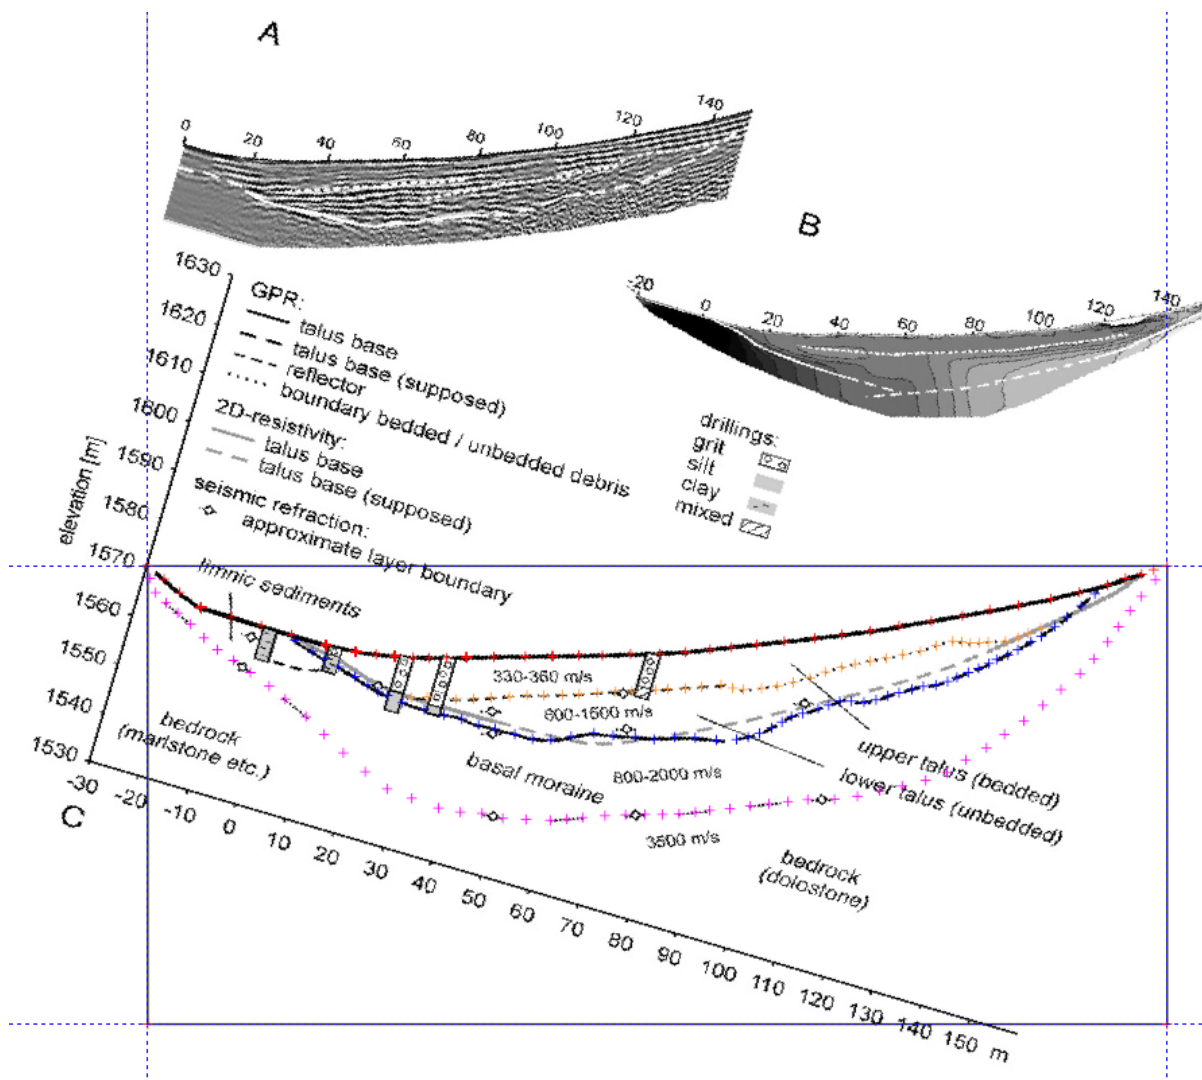 A
0 20 40 60 80 100 120 140
B
-20 0 20 40 60 80 100 120 140
1630
1620
1610
1600
1590
1580
1570
1560
1550
1540
1530
elevation [m]
GPR:
talus base
talus base (supposed)
reflector
boundary bedded / unbedded debris
2D-resistivity:
talus base
talus base (supposed)
seismic refraction:
approximate layer boundary
drillings:
grit
silt
clay
mixed
limnic sediments
330-360 m/s
600-1500 m/s
bedrock
(marlstone etc.)
basal moraine
800-2000 m/s
upper talus (bedded)
lower talus (unbedded)
3500 m/s
bedrock
(dolostone)
C
-30 -20 -10 0 10 20 30 40 50 60 70 80 90 100 110 120 130 140 150 m